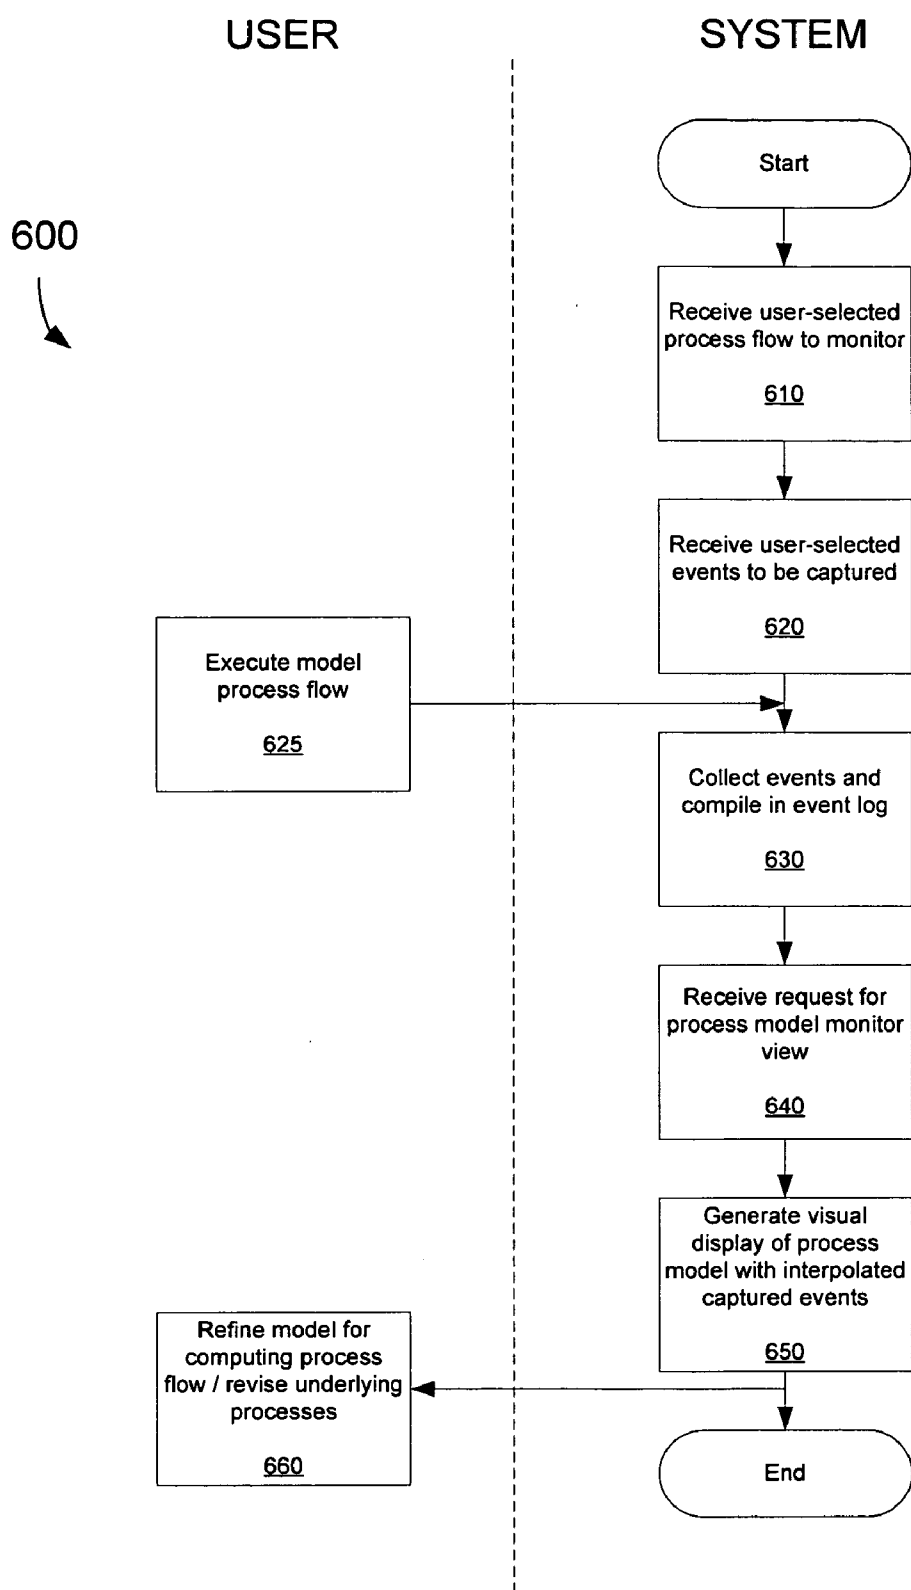 USER
SYSTEM
Start
600
Receive user-selected
process flow to monitor
610
Receive user-selected
events to be captured
620
Execute model
process flow
625
Collect events and
compile in event log
630
Receive request for
process model monitor
view
640
Generate visual
display of process
model with interpolated
captured events
650
Refine model for
computing process
flow / revise underlying
processes
660
End